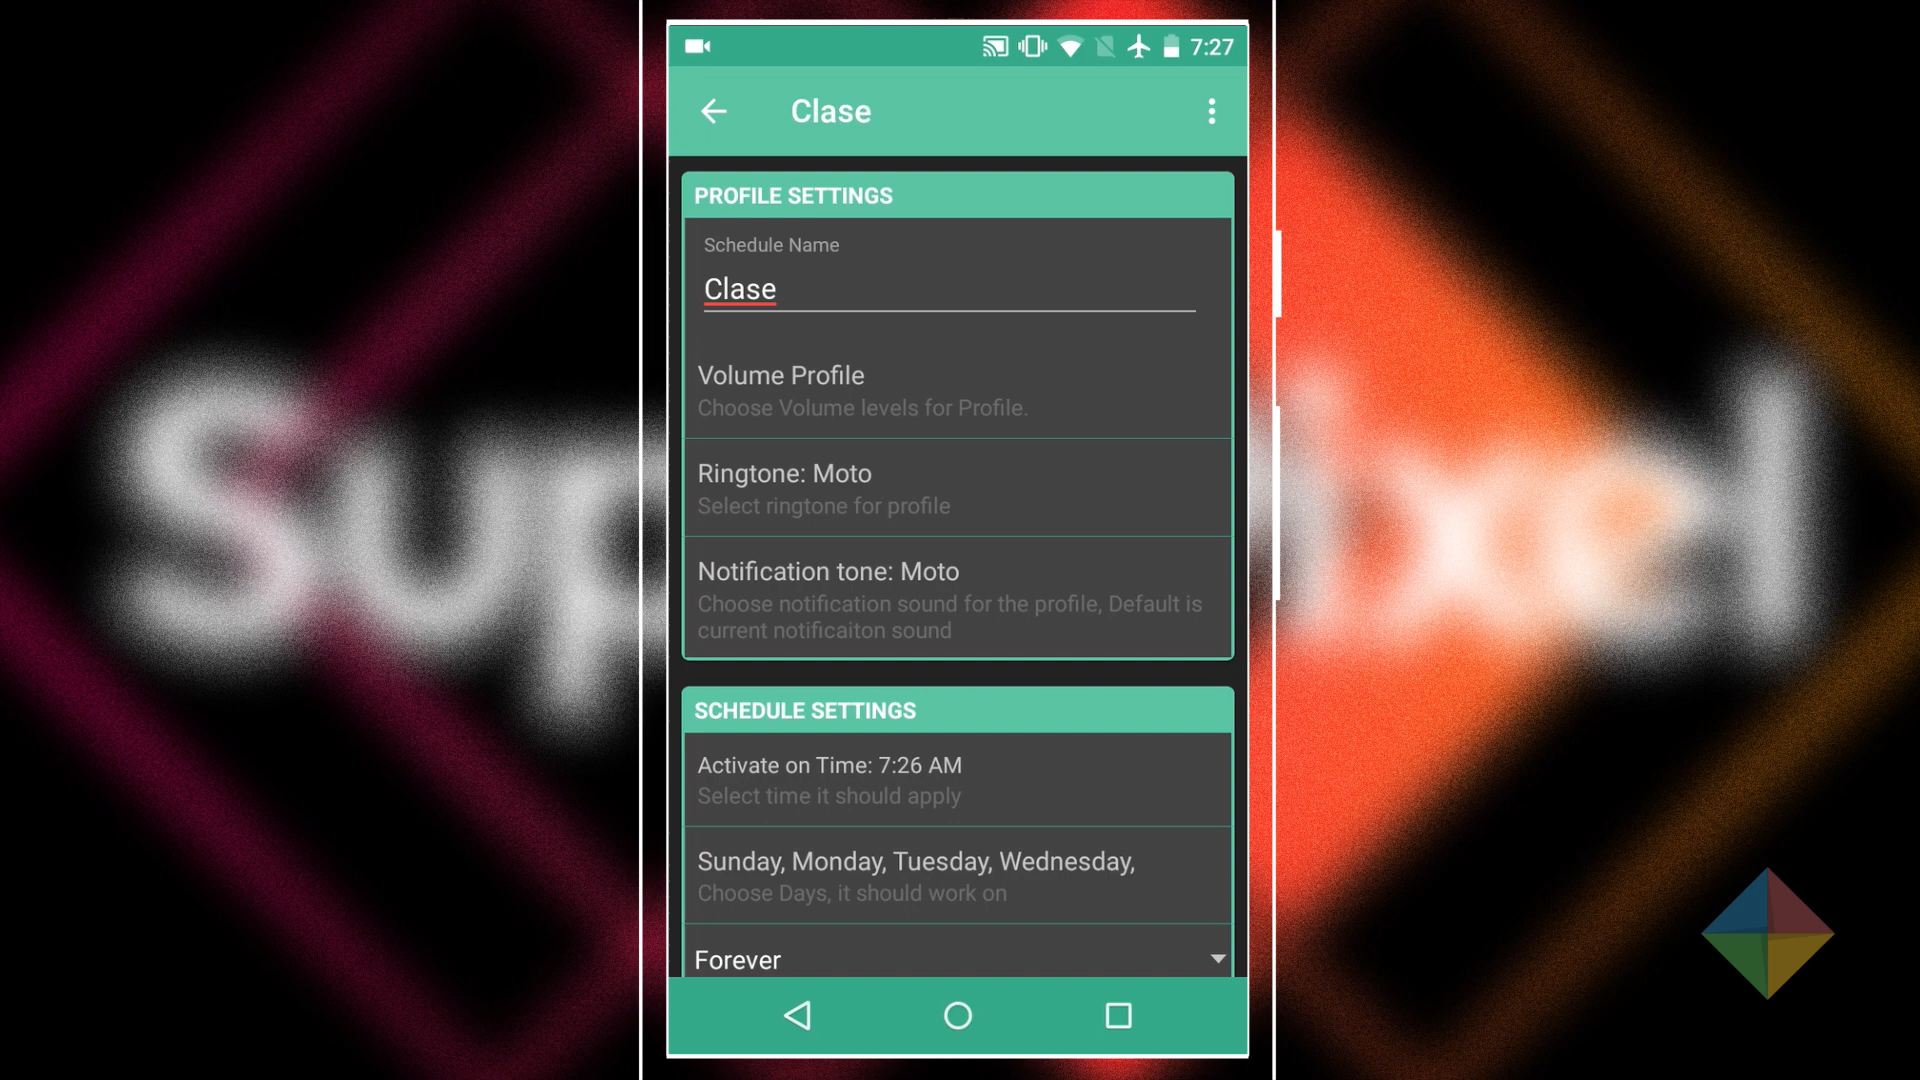 7:27
Clase
PROFILE SETTINGS
Schedule Name
Clase
Volume Profile
Choose Volume levels for Profile.
Ringtone: Moto
Select ringtone for profile
Notification tone: Moto
Choose notification sound for the profile, Default is
current notificaiton sound
SCHEDULE SETTINGS
Activate on Time: 7:26 AM
Select time it should apply
Sunday, Monday, Tuesday, Wednesday,
Choose Days, it should work on
Forever
Sup